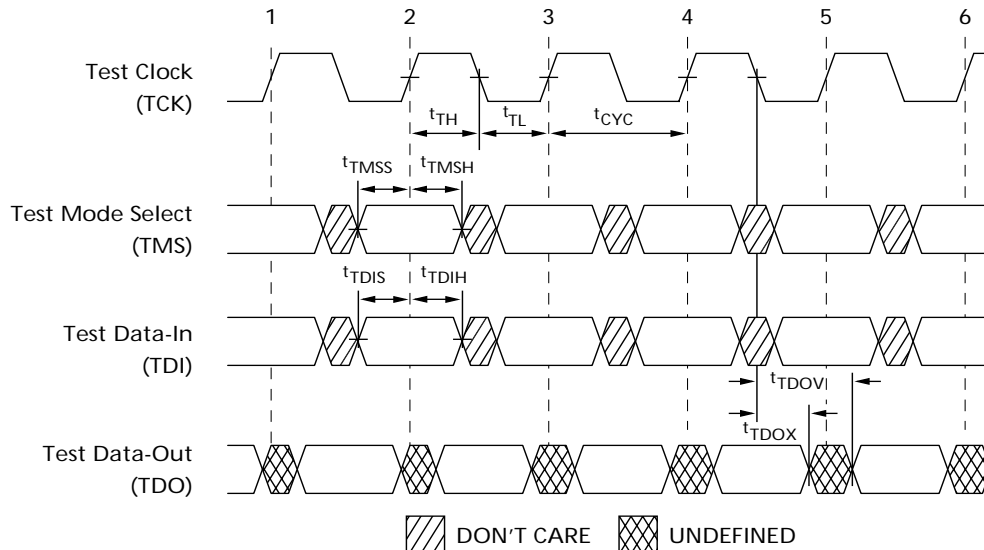 1 2 3 4 5 6
Test Clock
(TCK)
tTH tTL tCYC
tTMSS tTMSH
Test Mode Select
(TMS)
tTDIS tTDIH
Test Data-In
(TDI)
tTDOV
tTDOX
Test Data-Out
(TDO)
DON'T CARE UNDEFINED